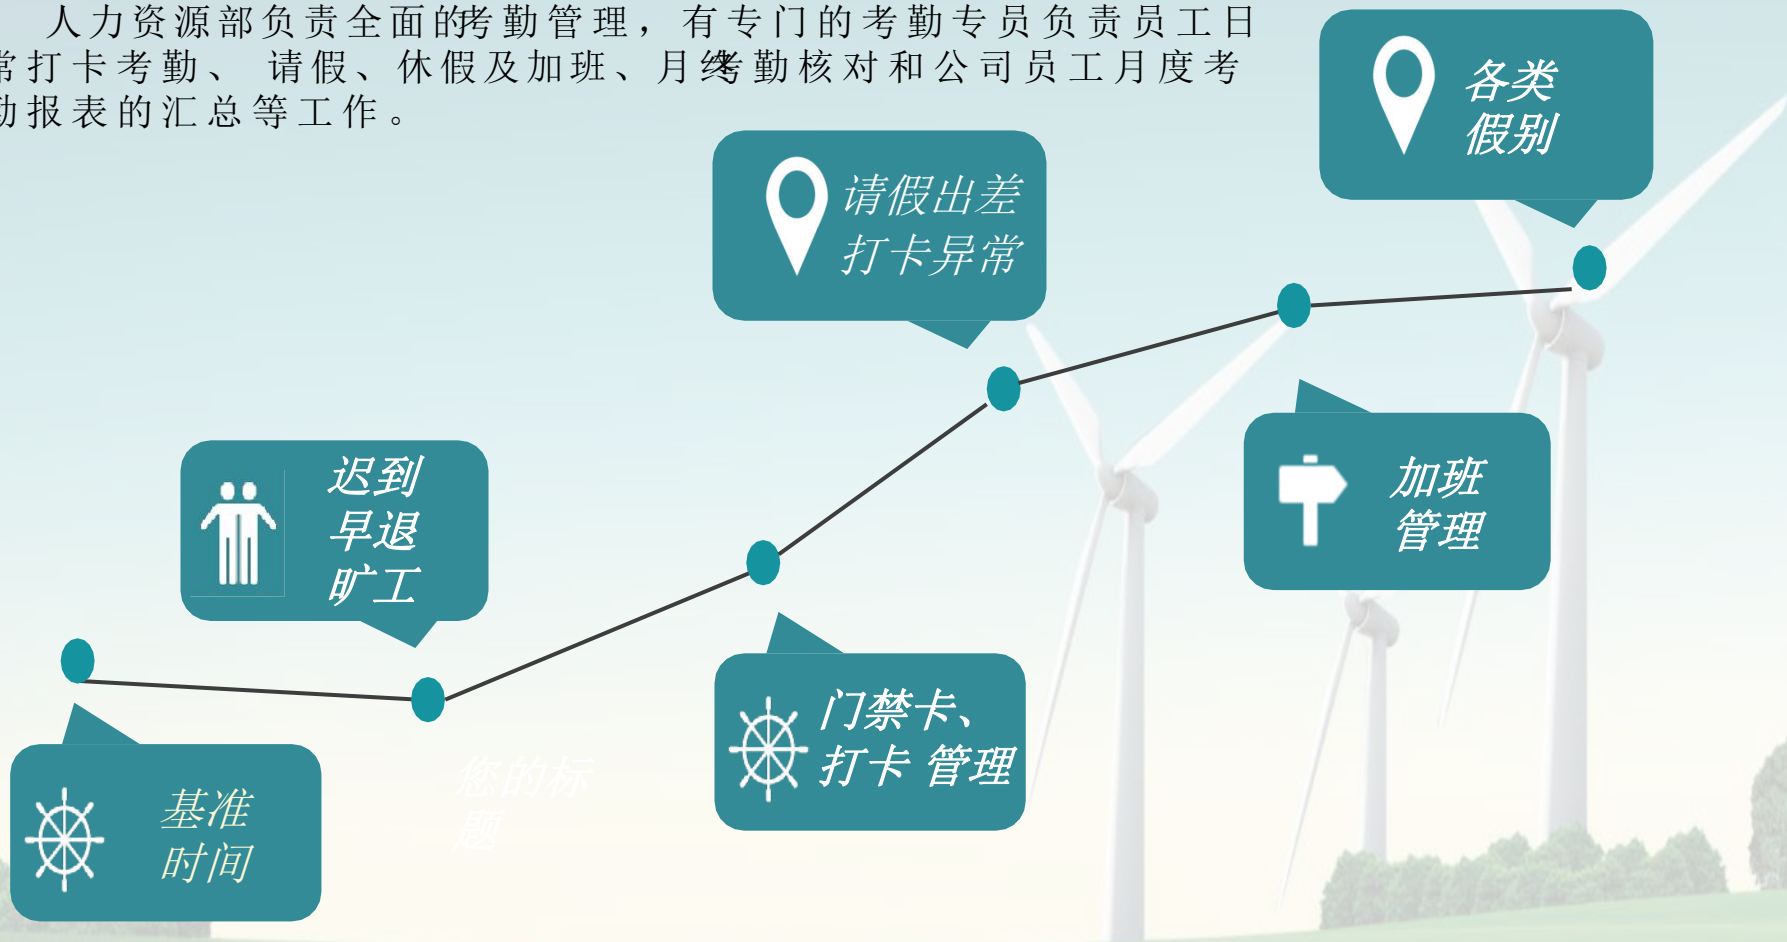 人力资源部负责全面的考勤管理，有专门的考勤专员负责员工日
常打卡考勤、 请假、休假及加班、月终考勤核对和公司员工月度考
勤报表的汇总等工作。
各类
假别
请假出差
打卡异常
迟到
早退
旷工
加班
管理
门禁卡、
打卡 管理
您的标
题
基准
时间